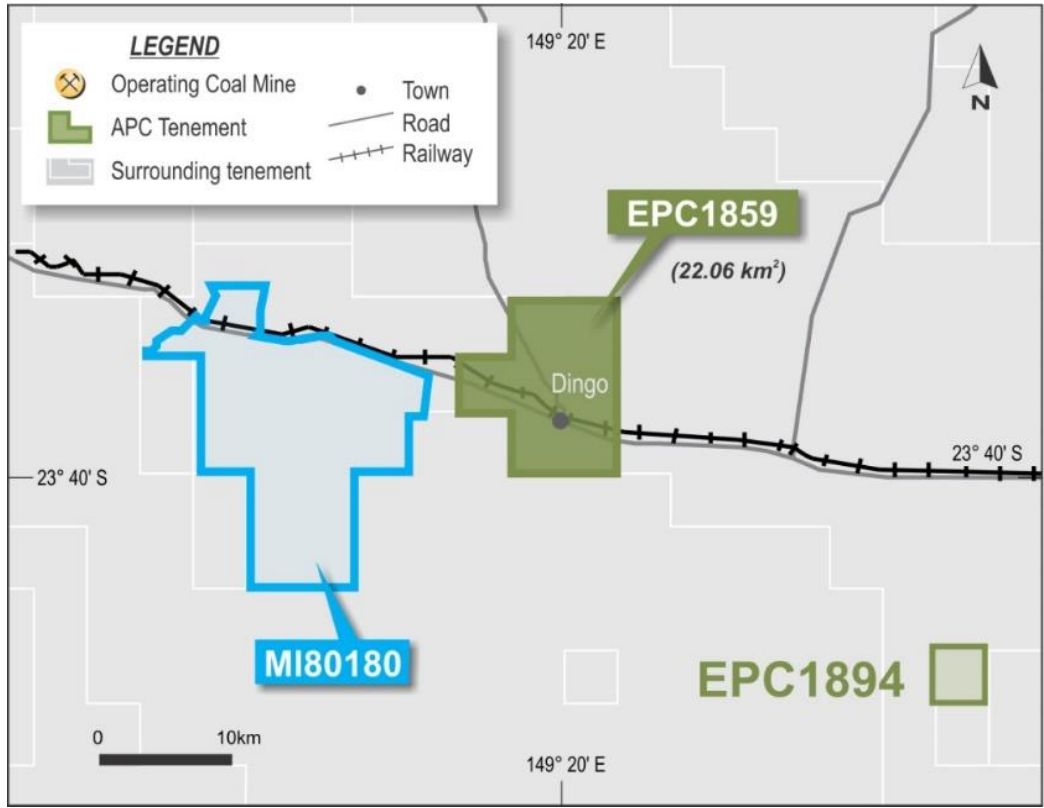 LEGEND
Operating Coal Mine
APC Tenement
Surrounding tenement
Town
Road
Railway
149° 20' E
N
EPC1859
(22.06 km²)
Dingo
23° 40' S
23° 40' S
MI80180
EPC1894
0 10km
149° 20' E